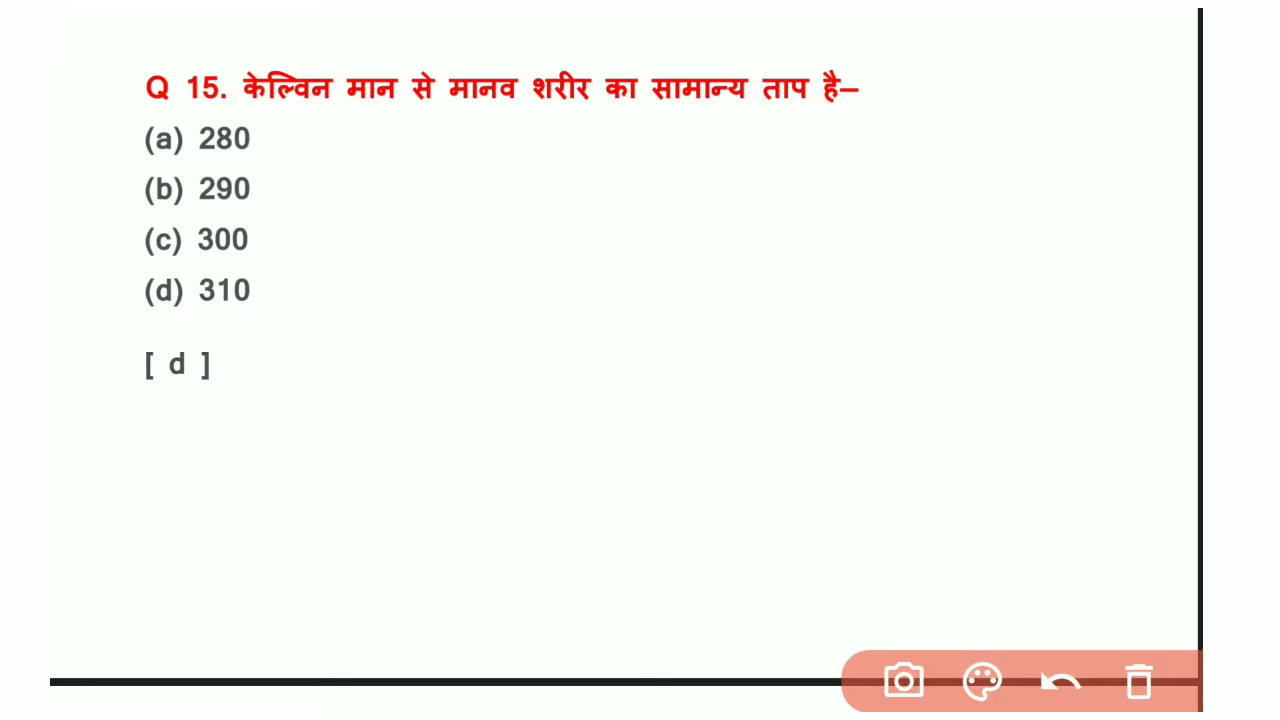 Q 15. केल्विन मान से मानव शरीर का सामान्य ताप है–
(a) 280
(b) 290
(c) 300
(d) 310
[ d ]